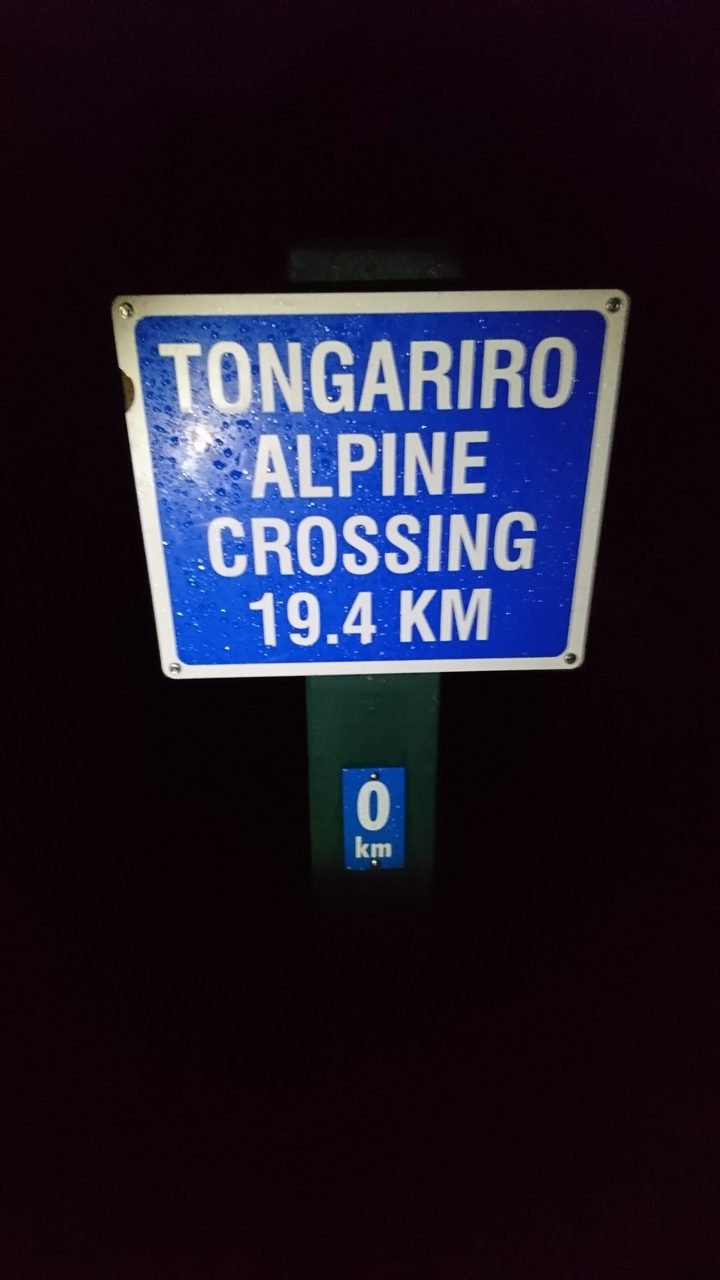 TONGARIRO
ALPINE
CROSSING
19.4 KM
0
km